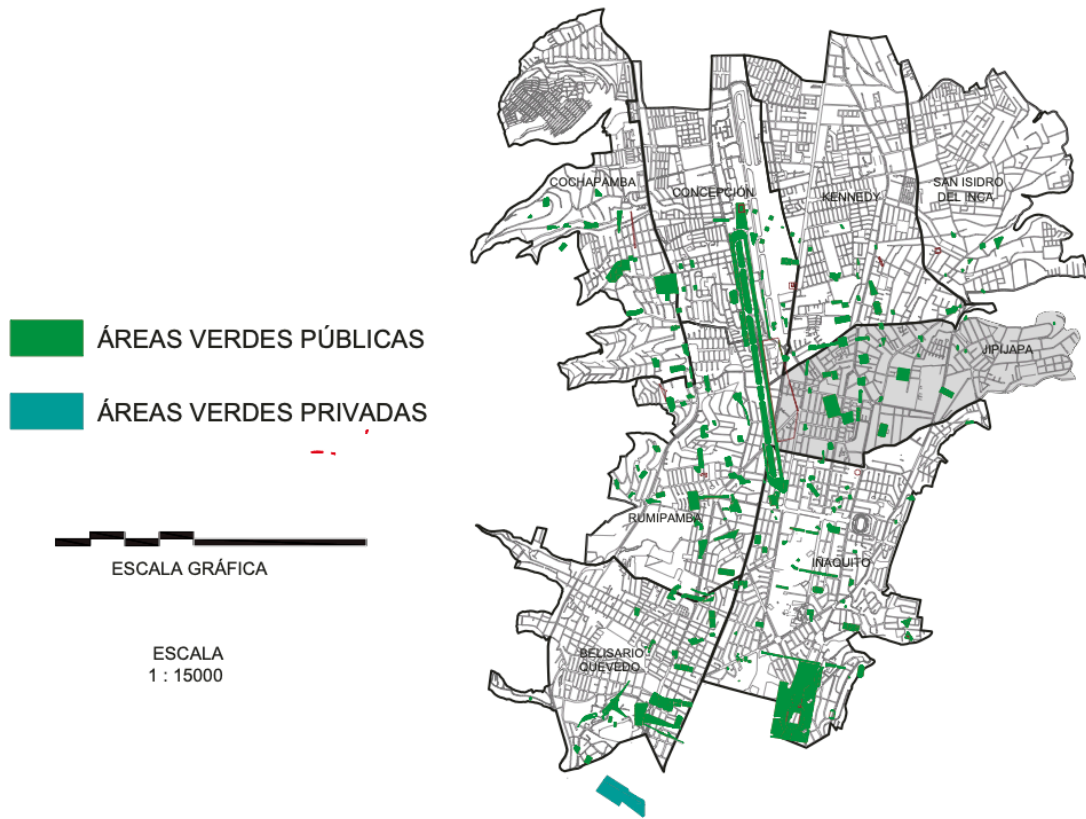 COCHAPAMBA
CONCEPCIÓN
KENNEDY
SAN ISIDRO
DEL INCA
ÁREAS VERDES PÚBLICAS
JIPIJAPA
ÁREAS VERDES PRIVADAS
RUMIPAMBA
ESCALA GRÁFICA
IÑAQUITO
ESCALA
1 : 15000
BELISARIO
QUEVEDO